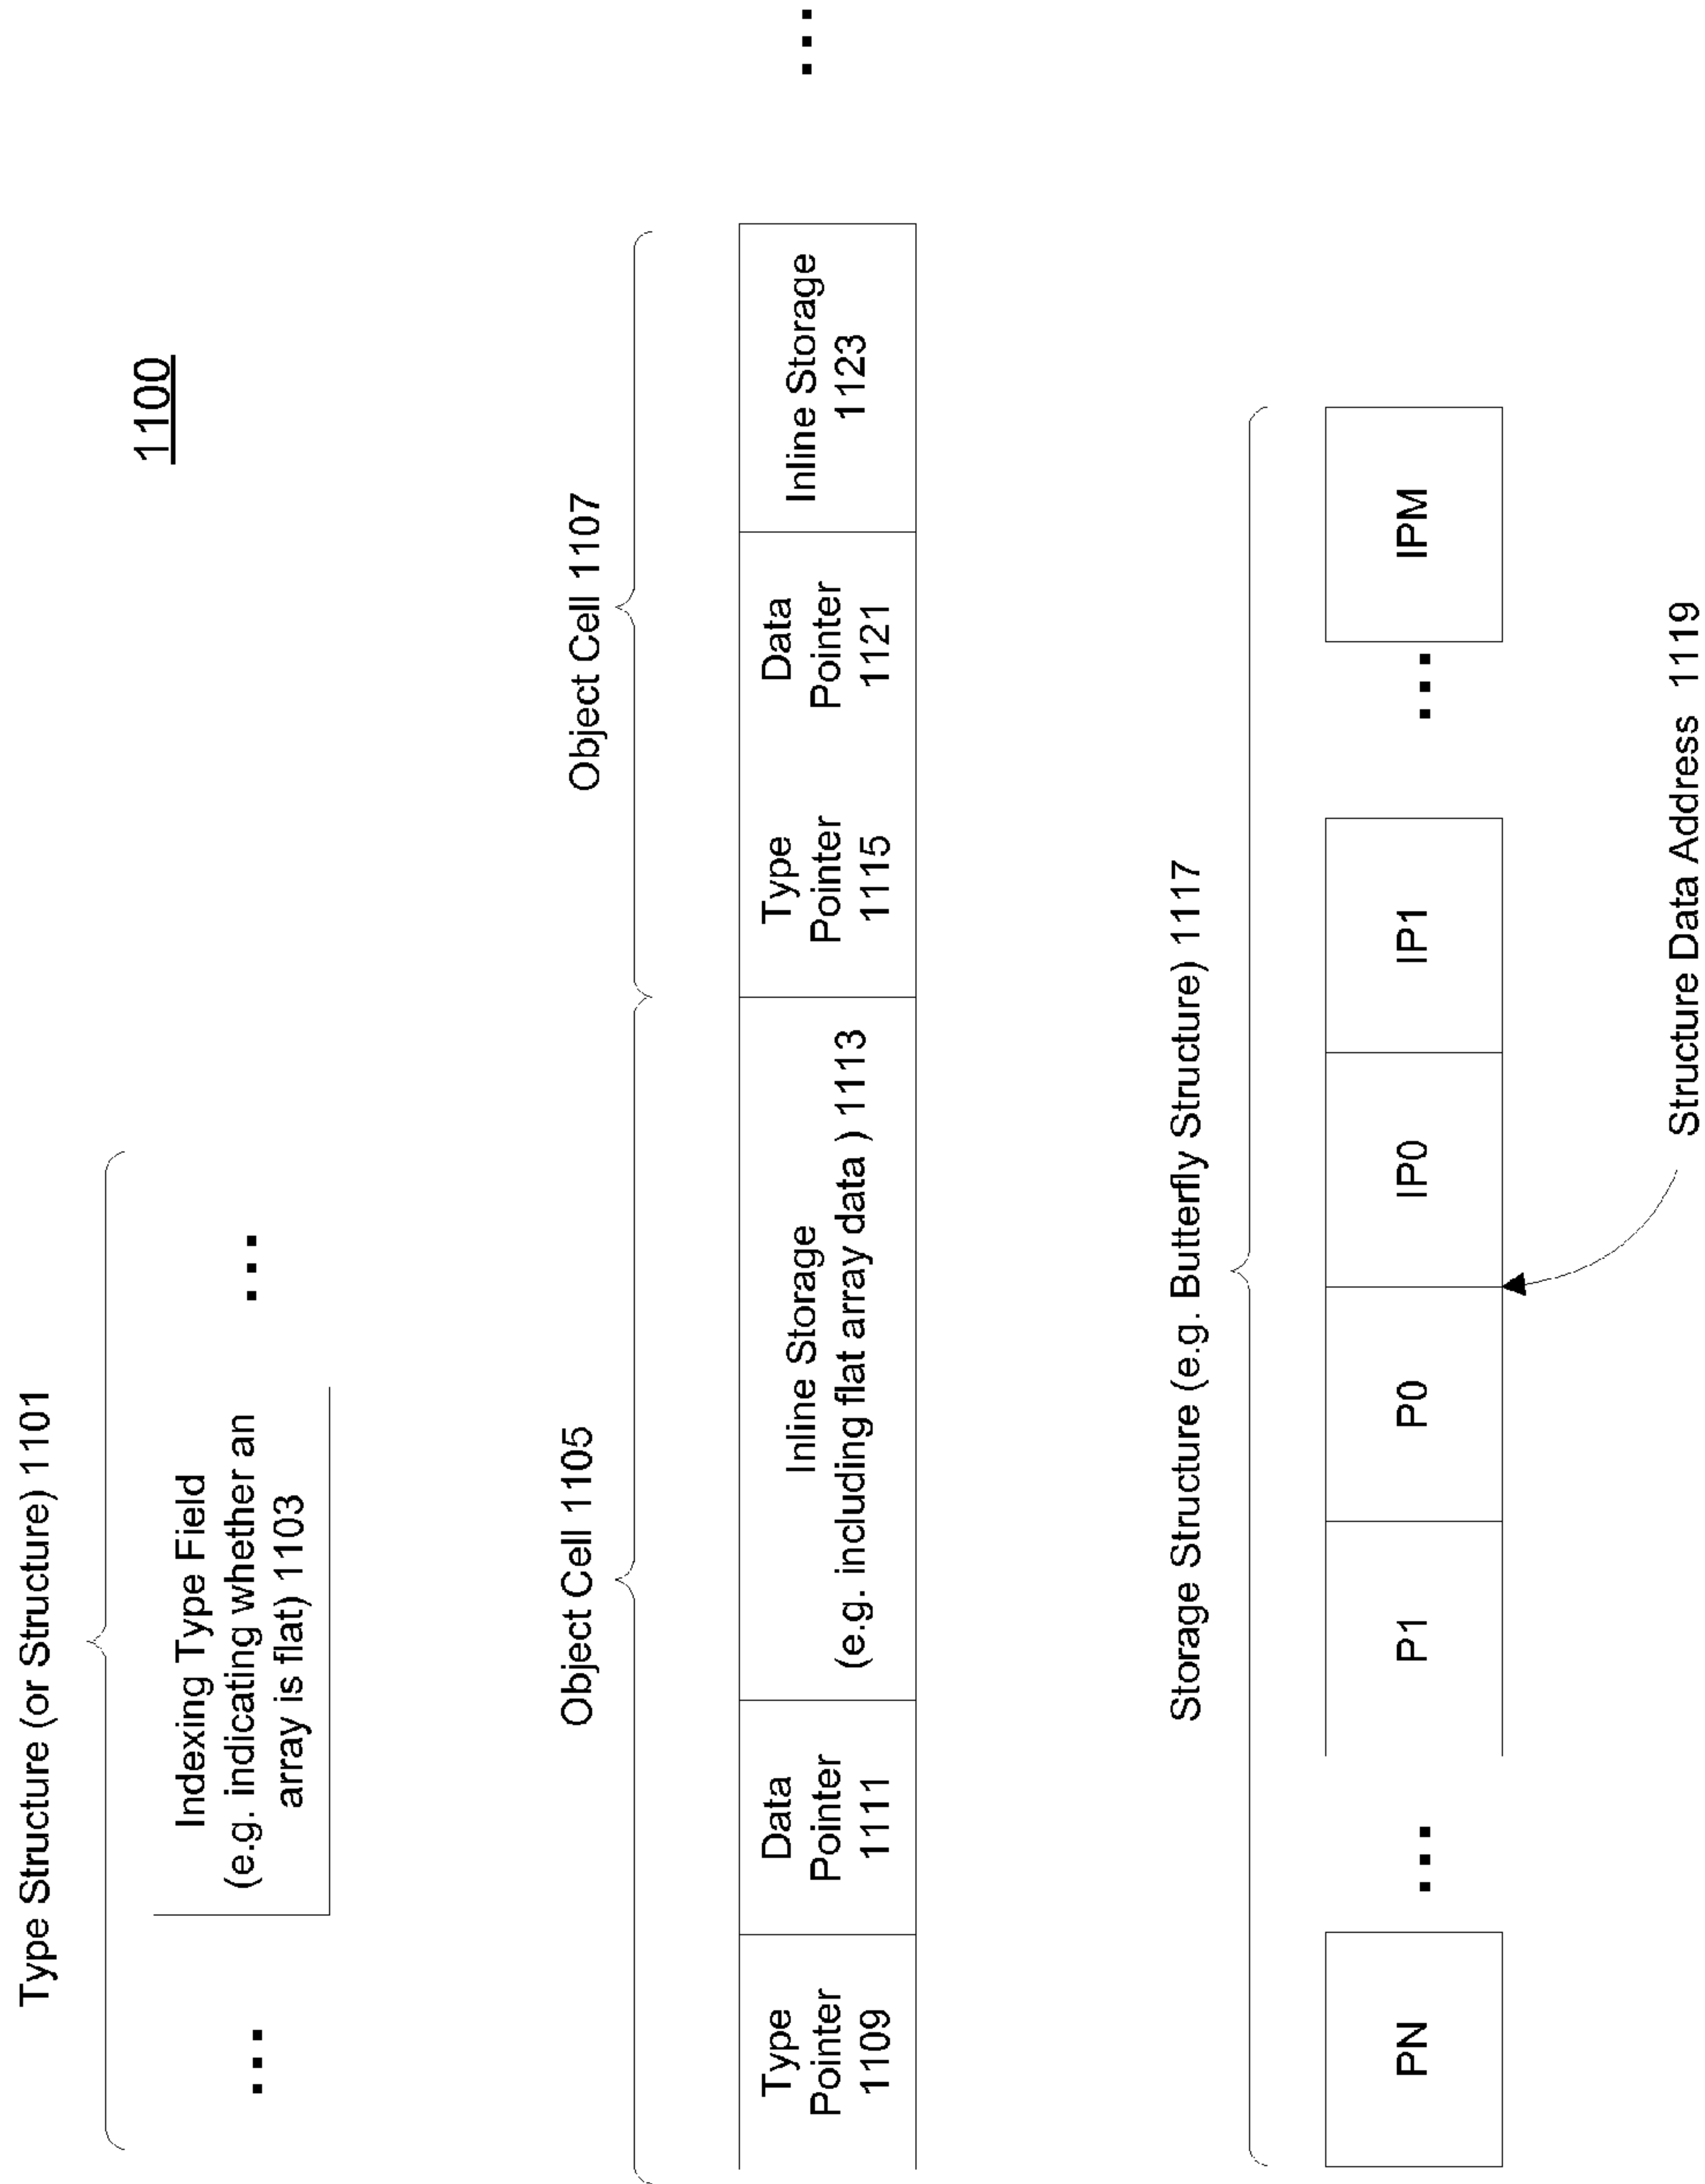 1100
Type Structure (or Structure) 1101
...
Indexing Type Field
(e.g. indicating whether an
array is flat) 1103
...
Object Cell 1105
Object Cell 1107
Type
Pointer
1109
Data
Pointer
1111
Inline Storage
(e.g. including flat array data ) 1113
Type
Pointer
1115
Data
Pointer
1121
Inline Storage
1123
...
Storage Structure (e.g. Butterfly Structure) 1117
PN
...
P1
P0
IP0
IP1
...
IPM
Structure Data Address 1119